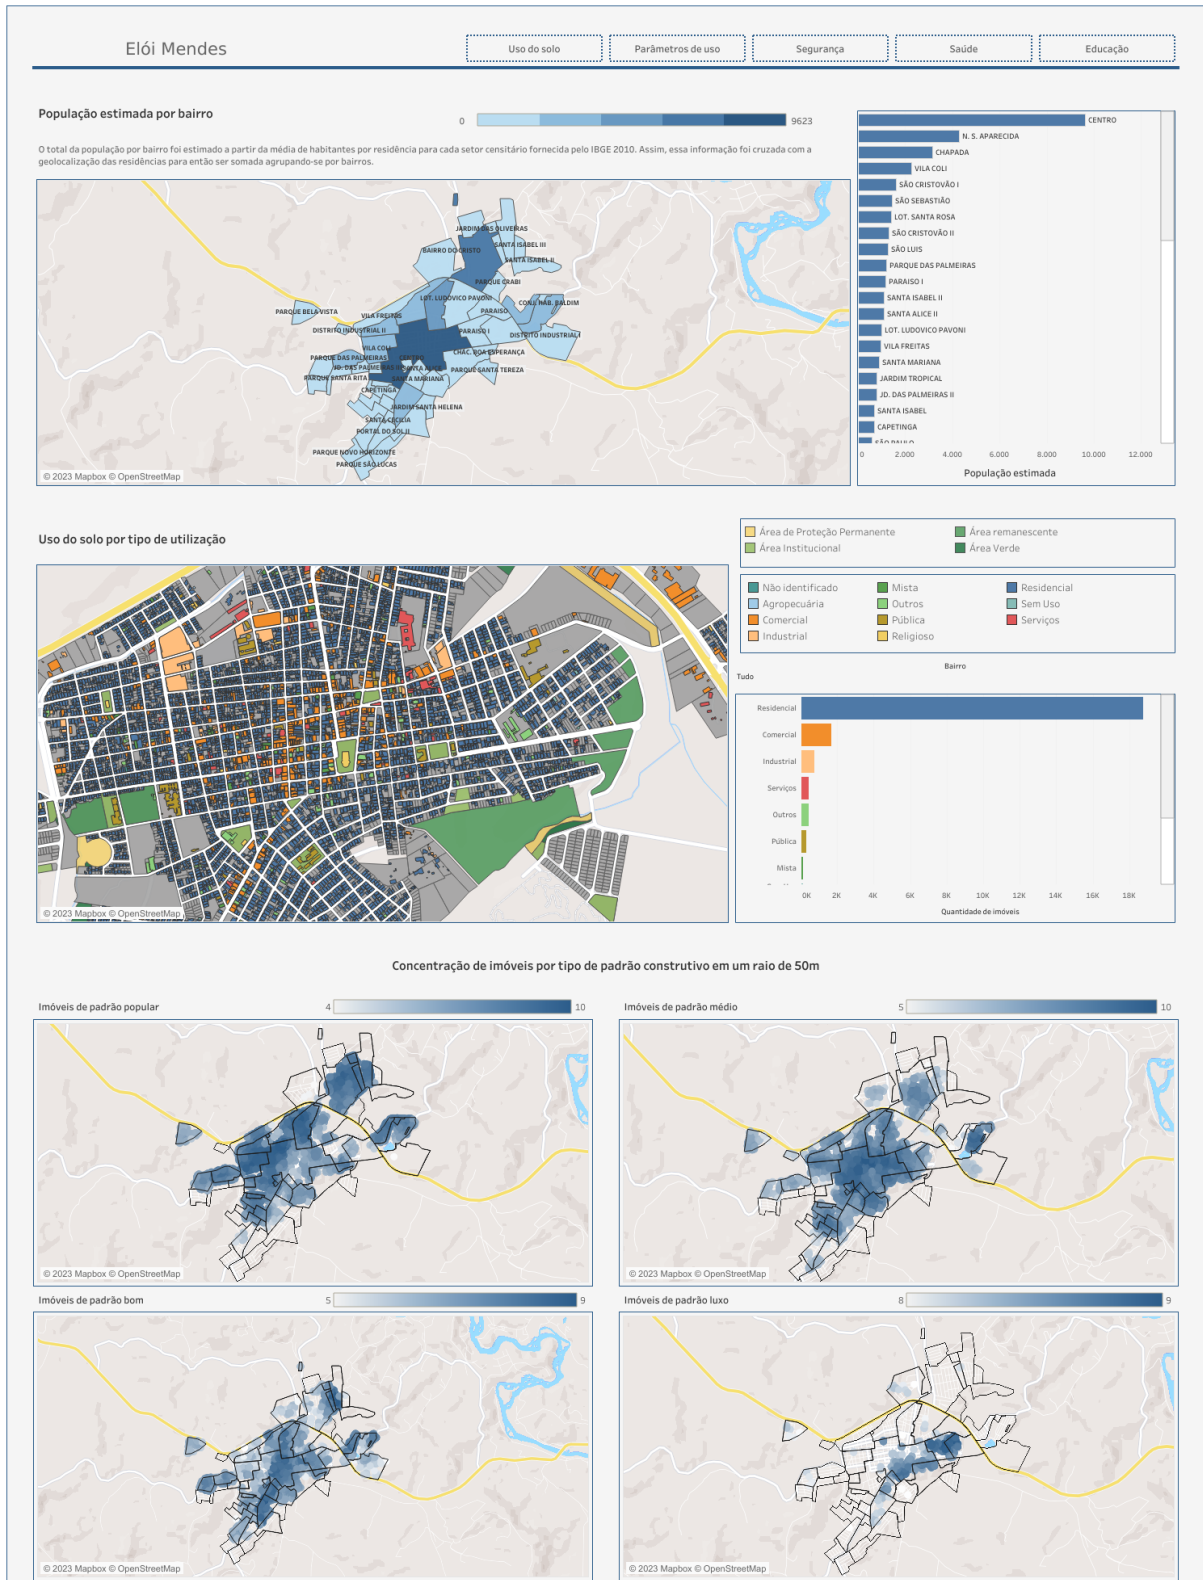 Elói Mendes
Uso do solo
Parâmetros de uso
Segurança
Saúde
Educação
População estimada por bairro
0
9623
O total da população por bairro foi estimado a partir da média de habitantes por residência para cada setor censitário fornecida pelo IBGE 2010. Assim, essa informação foi cruzada com a
geolocalização das residências para então ser somada agrupando-se por bairros.
JARDIM DAS OLIVEIRAS
SANTA ISABEL III
BAIRRO DO CRISTO
SANTA ISABEL II
PARQUE CRABI
LOT. LUDOVICO PAVONI
CONJ. HAB. BALDIM
PARQUE BELA VISTA
VILA FREITAS
PARAISO
DISTRITO INDUSTRIAL II
PARAISO I
DISTRITO INDUSTRIAL I
VILA COLI
CHÁC. BOA ESPERANÇA
PARQUE DAS PALMEIRAS
CENTRO
JD. DAS PALMEIRAS
SANTA ALICE
PARQUE SANTA TEREZA
PARQUE SANTA RITA
SANTA MARIANA
CAPETINGA
JARDIM SANTA HELENA
SANTA CECILIA
PORTAL DO SOL II
PARQUE NOVO HORIZONTE
PARQUE SÃO LUCAS
© 2023 Mapbox © OpenStreetMap
CENTRO
N. S. APARECIDA
CHAPADA
VILA COLI
SÃO CRISTOVÃO I
SÃO SEBASTIÃO
LOT. SANTA ROSA
SÃO CRISTOVÃO II
SÃO LUIS
PARQUE DAS PALMEIRAS
PARAISO I
SANTA ISABEL II
SANTA ALICE II
LOT. LUDOVICO PAVONI
VILA FREITAS
SANTA MARIANA
JARDIM TROPICAL
JD. DAS PALMEIRAS II
SANTA ISABEL
CAPETINGA
SÃO PAULO
0 2.000 4.000 6.000 8.000 10.000 12.000
População estimada
Uso do solo por tipo de utilização
© 2023 Mapbox © OpenStreetMap
Área de Proteção Permanente
Área remanescente
Área Institucional
Área Verde
Não identificado
Mista
Residencial
Agropecuária
Outros
Sem Uso
Comercial
Pública
Serviços
Industrial
Religioso
Bairro
Tudo
Residencial
Comercial
Industrial
Serviços
Outros
Pública
Mista
0K 2K 4K 6K 8K 10K 12K 14K 16K 18K
Quantidade de imóveis
Concentração de imóveis por tipo de padrão construtivo em um raio de 50m
Imóveis de padrão popular
4
10
© 2023 Mapbox © OpenStreetMap
Imóveis de padrão médio
5
10
© 2023 Mapbox © OpenStreetMap
Imóveis de padrão bom
5
9
© 2023 Mapbox © OpenStreetMap
Imóveis de padrão luxo
8
9
© 2023 Mapbox © OpenStreetMap